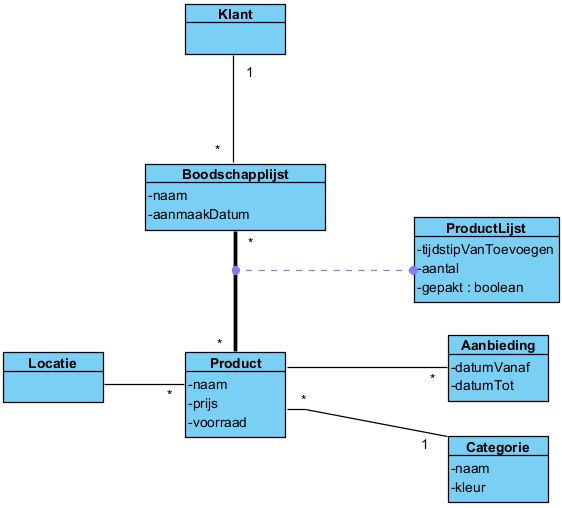 Klant
1
*
Boodschapplijst
-naam
-aanmaakDatum
*
ProductLijst
-tijdstipVanToevoegen
-aantal
-gepakt : boolean
*
Locatie
*
Product
-naam
-prijs
-voorraad
Aanbieding
-datumVanaf
-datumTot
*
*
1
Categorie
-naam
-kleur